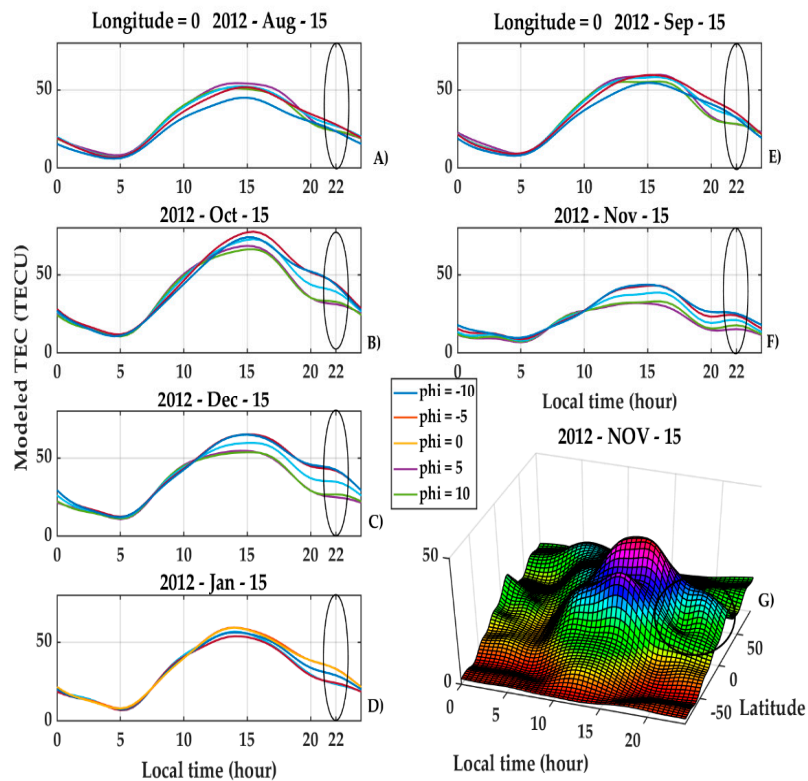 Longitude = 0 2012 - Aug - 15
50
0
0 5 10 15 20 22
A)
Longitude = 0 2012 - Sep - 15
50
0
0 5 10 15 20 22
E)
2012 - Oct - 15
50
0
0 5 10 15 20 22
B)
2012 - Nov - 15
50
0
0 5 10 15 20 22
F)
Local time (hour)
Modeled TEC (TECU)
2012 - Dec - 15
50
0
0 5 10 15 20 22
C)
phi = -10
phi = -5
phi = 0
phi = 5
phi = 10
2012 - Jan - 15
50
0
0 5 10 15 20 22
D)
Local time (hour)
2012 - NOV - 15
50
0
0 5 10 15 20
-50 0 50
G)
Latitude
Local time (hour)